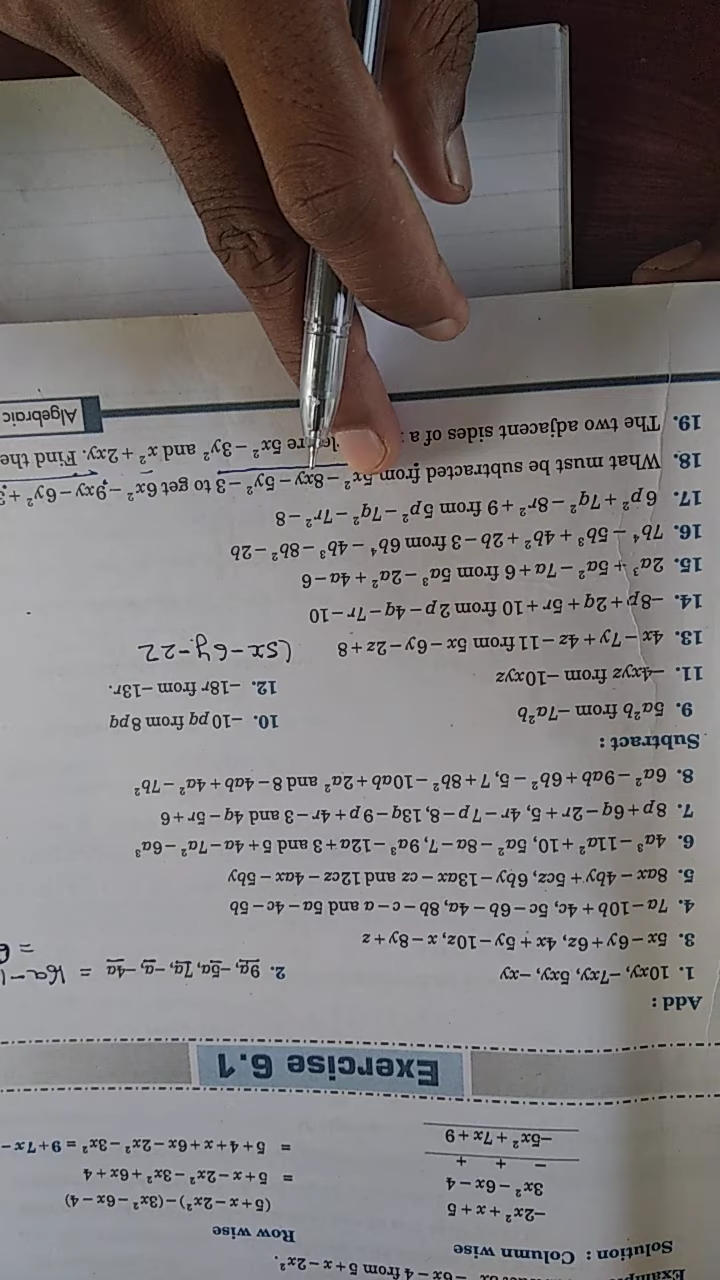 -6x-4 from 5+x-2x².
Solution : Column wise
Row wise
-2x²+x+5
3x²-6x-4
- + +
-5x²+7x+9
(5+x-2x²)-(3x²-6x-4)
= 5+x-2x²-3x²+6x+4
= 5+4+x+6x-2x²-3x² = 9+7x-
Exercise 6.1
Add :
1. 10xy, -7xy, 5xy, -xy
2. 9a, -5a, 7a, -a, -4a = 16a-
=
3. 5x-6y+6z, 4x+5y-10z, x-8y+z
4. 7a-10b+4c, 5c-6b-4a, 8b-c-a and 5a-4c-5b
5. 8ax-4by+5cz, 6by-13ax-cz and 12cz-4ax-5by
6. 4a³-11a²+10, 5a²-8a-7, 9a³-12a+3 and 5+4a-7a²-6a³
7. 8p+6q-2r+5, 4r-7p-8, 13q-9p+4r-3 and 4q-5r+6
8. 6a²-9ab+6b²-5, 7+8b²-10ab+2a² and 8-4ab+4a²-7b²
Subtract :
9. 5a²b from -7a²b
10. -10pq from 8pq
11. -4xyz from -10xyz
12. -18r from -13r.
13. 4x-7y+4z-11 from 5x-6y-2z+8
(5x-6y-2z
14. -8p+2q+5r+10 from 2p-4q-7r-10
15. 2a³+5a²-7a+6 from 5a³-2a²+4a-6
16. 7b⁴-5b³+4b²+2b-3 from 6b⁴-4b³-8b²-2b
17. 6p²+7q²-8r²+9 from 5p²-7q²-7r²-8
18. What must be subtracted from 5x²-8xy-5y²-3 to get 6x²-9xy-6y²+
19. The two adjacent sides of a are 5x²-3y² and x²+2xy. Find the
Algebraic